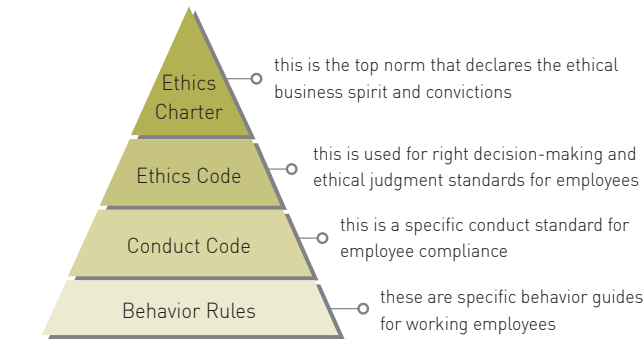 Ethics
Charter
this is the top norm that declares the ethical
business spirit and convictions
Ethics Code
this is used for right decision-making and
ethical judgment standards for employees
Conduct Code
this is a specific conduct standard for
employee compliance
Behavior Rules
these are specific behavior guides
for working employees